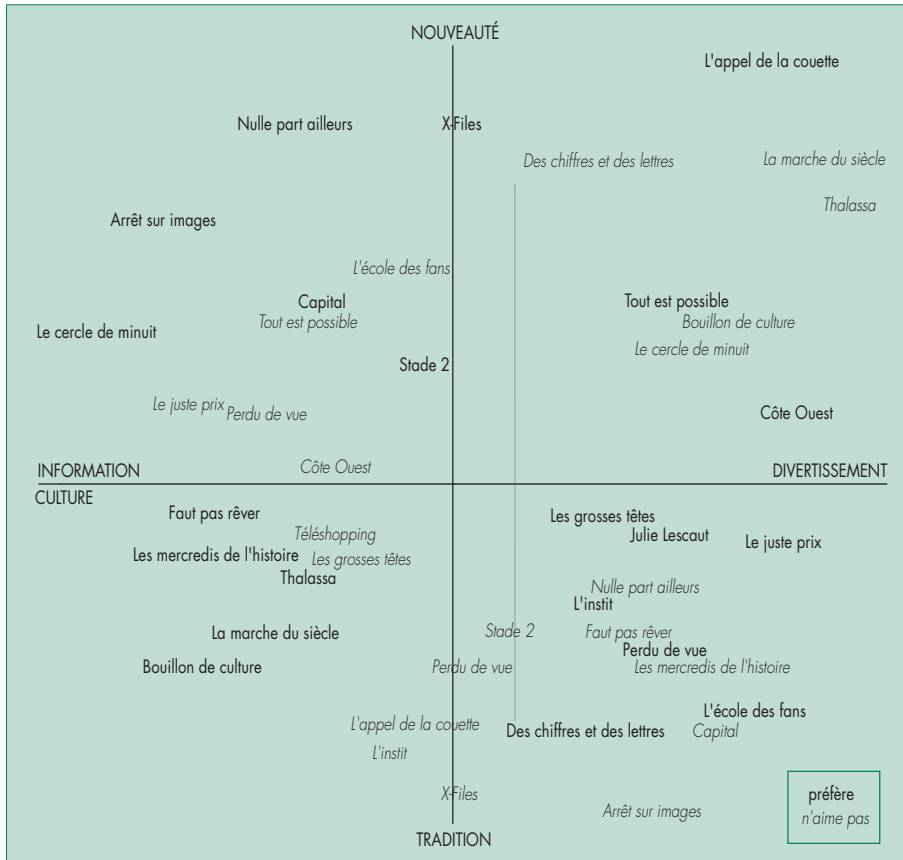 NOUVEAUTÉ
L'appel de la couette
Nulle part ailleurs
X-Files
Des chiffres et des lettres
La marche du siècle
Thalassa
Arrêt sur images
L'école des fans
Capital
Tout est possible
Tout est possible
Bouillon de culture
Le cercle de minuit
Le cercle de minuit
Stade 2
Le juste prix
Perdu de vue
Côte Ouest
Côte Ouest
INFORMATION
DIVERTISSEMENT
CULTURE
Faut pas rêver
Les grosses têtes
Téléshopping
Julie Lescaut
Le juste prix
Les mercredis de l'histoire
Les grosses têtes
Thalassa
Nulle part ailleurs
L'instit
La marche du siècle
Stade 2
Faut pas rêver
Perdu de vue
Bouillon de culture
Perdu de vue
Les mercredis de l'histoire
L'école des fans
L'appel de la couette
Des chiffres et des lettres
Capital
L'instit
X-Files
Arrêt sur images
préfère
n'aime pas
TRADITION